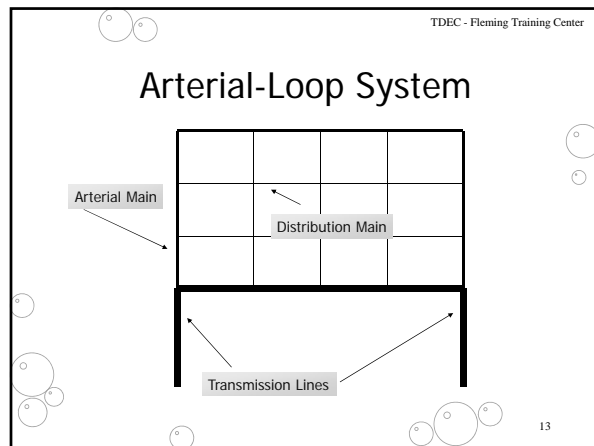 TDEC - Fleming Training Center
Arterial-Loop System
Arterial Main
Distribution Main
Transmission Lines
13